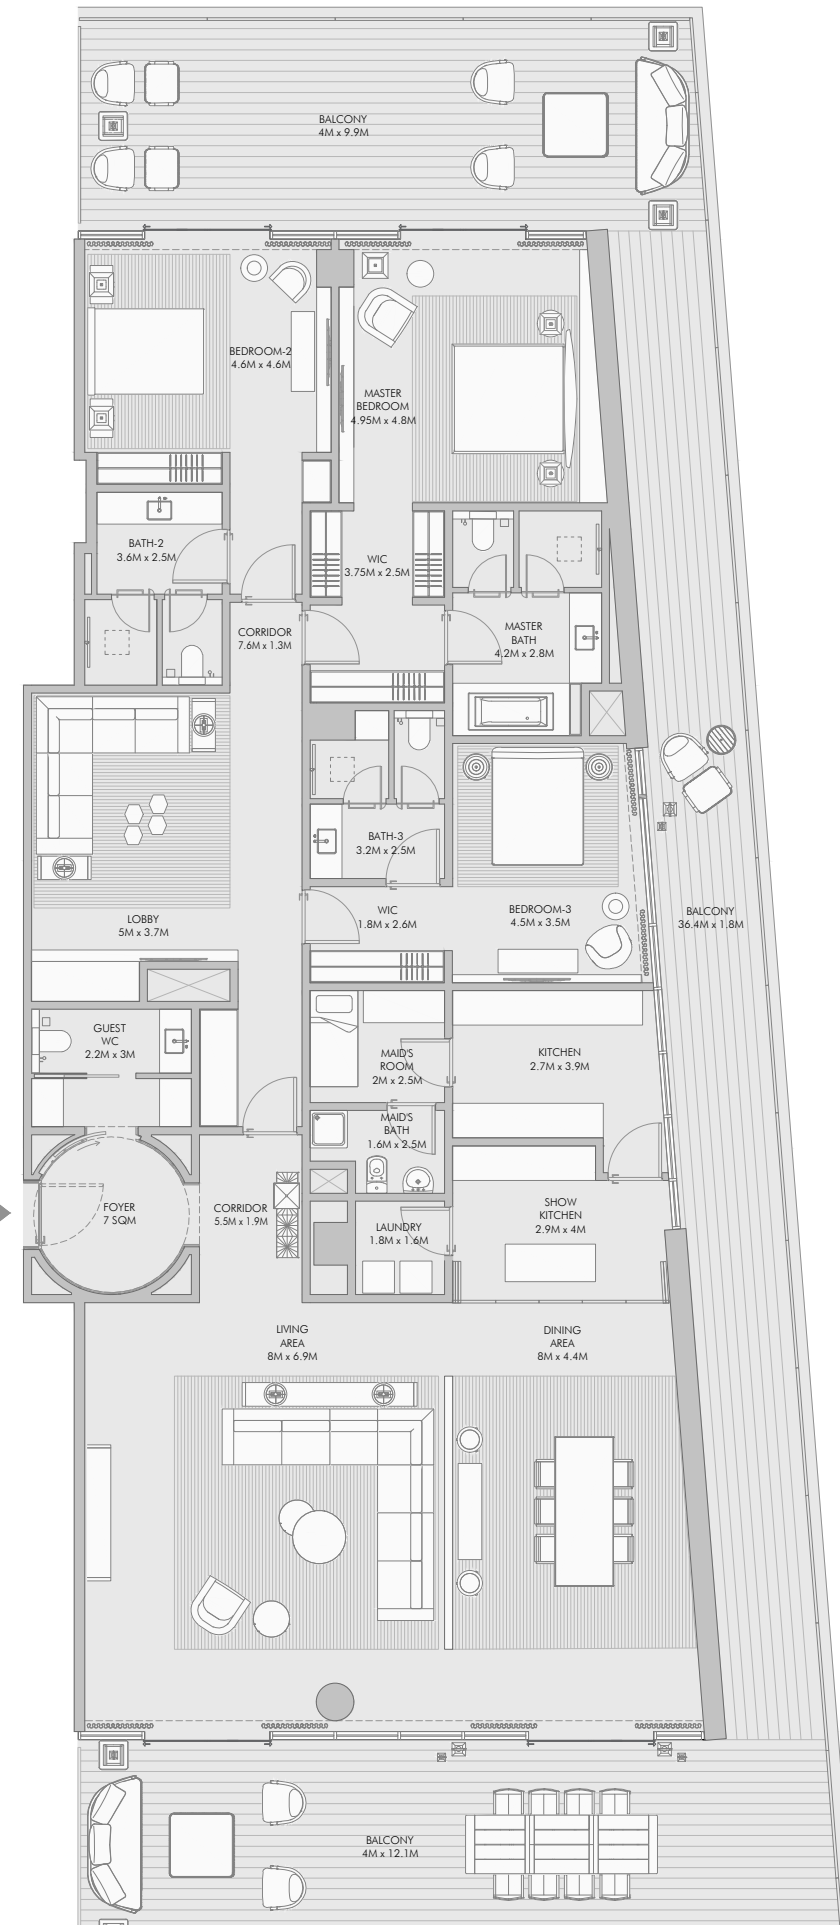 BALCONY
4M x 9.9M
BEDROOM-2
4.6M x 4.6M
MASTER
BEDROOM
4.95M x 4.8M
BATH-2
3.6M x 2.5M
WIC
3.75M x 2.5M
CORRIDOR
7.6M x 1.3M
MASTER
BATH
4.2M x 2.8M
BATH-3
3.2M x 2.5M
LOBBY
5M x 3.7M
WIC
1.8M x 2.6M
BEDROOM-3
4.5M x 3.5M
BALCONY
36.4M x 1.8M
GUEST
WC
2.2M x 3M
MAID'S
ROOM
2M x 2.5M
KITCHEN
2.7M x 3.9M
MAID'S
BATH
1.6M x 2.5M
FOYER
7 SQM
CORRIDOR
5.5M x 1.9M
LAUNDRY
1.8M x 1.6M
SHOW
KITCHEN
2.9M x 4M
LIVING
AREA
8M x 6.9M
DINING
AREA
8M x 4.4M
BALCONY
4M x 12.1M